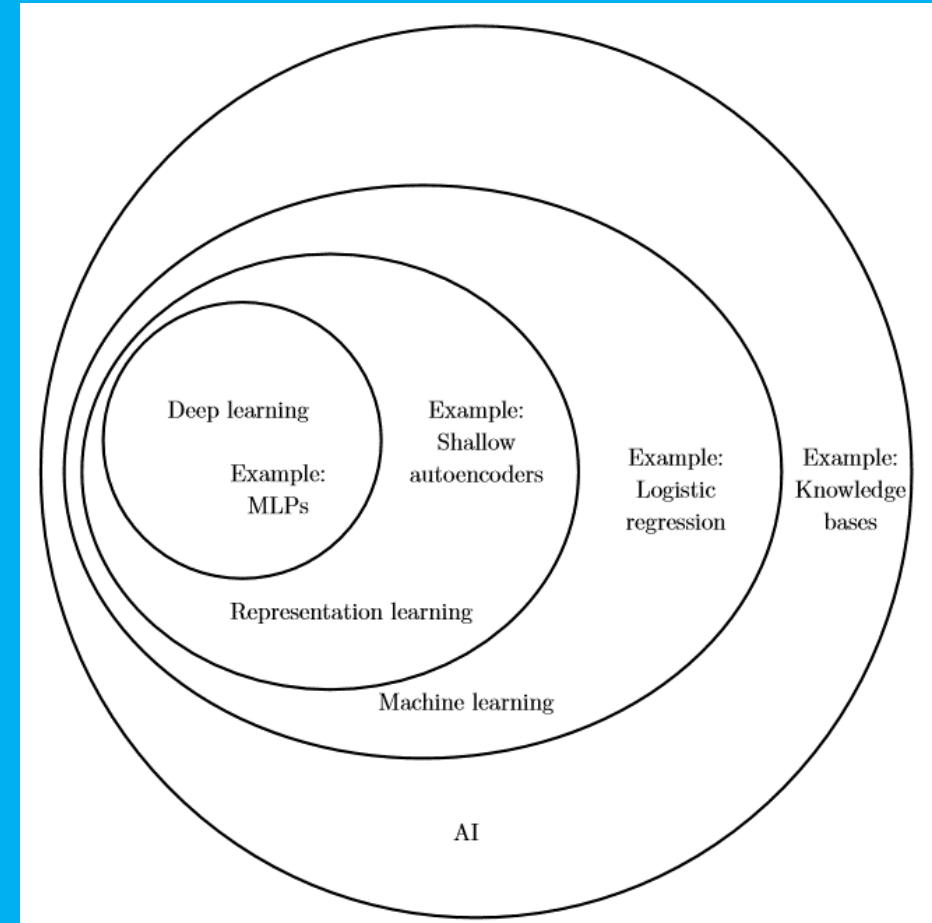 Deep learning
Example:
MLPs
Example:
Shallow
autoencoders
Example:
Logistic
regression
Example:
Knowledge
bases
Representation learning
Machine learning
AI